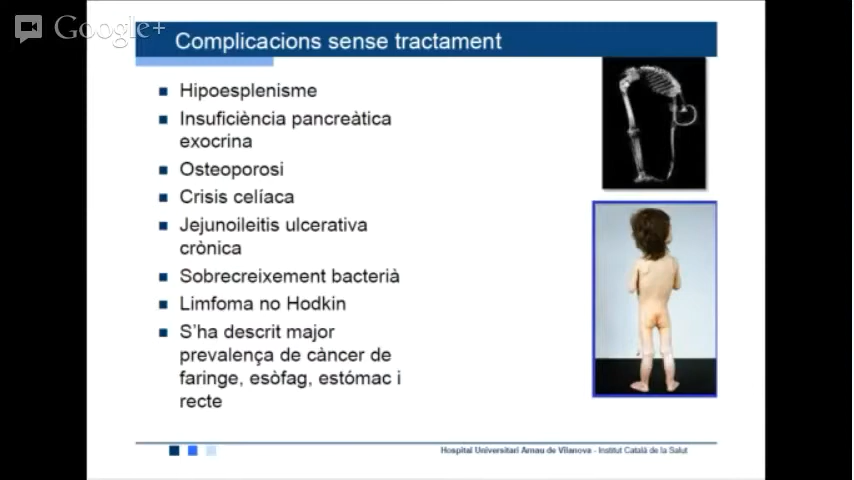 Google+
Complicacions sense tractament
Hipoesplenisme
Insuficiència pancreàtica
exocrina
Osteoporosi
Crisis celíaca
Jejunoileitis ulcerativa
crònica
Sobrecreixement bacterià
Limfoma no Hodkin
S'ha descrit major
prevalença de càncer de
faringe, esòfag, estómac i
recte
Hospital Universitari Arnau de Vilanova - Institut Català de la Salut